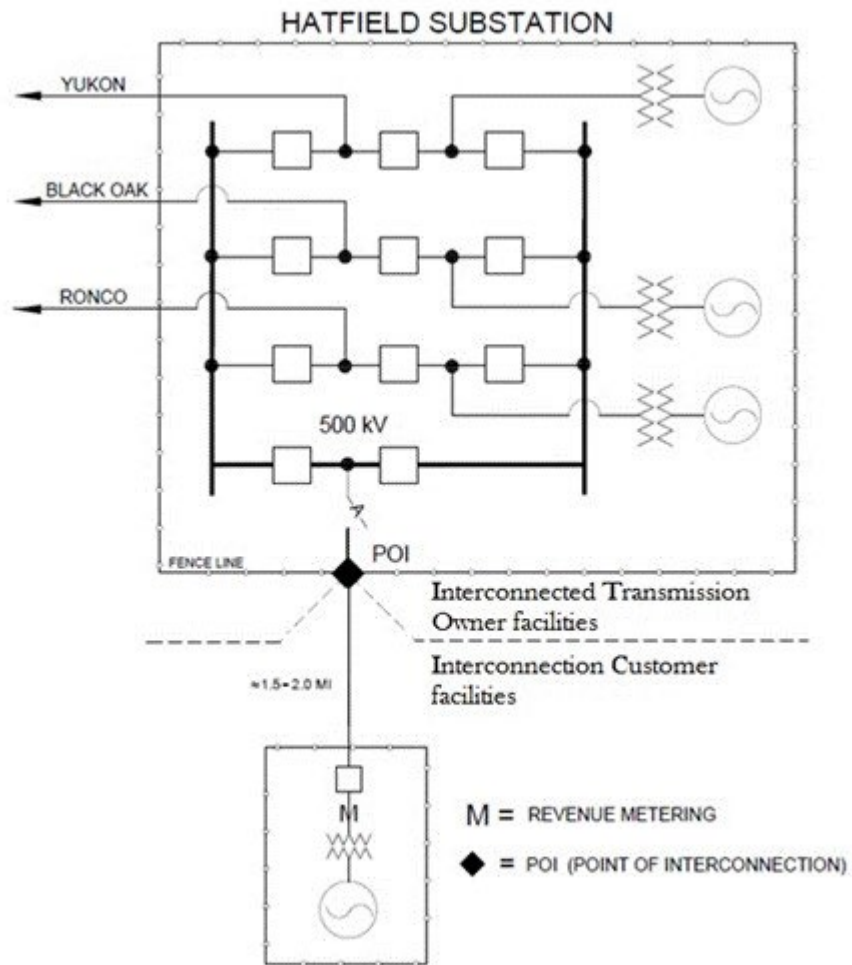 HATFIELD SUBSTATION
YUKON
BLACK OAK
RONCO
500 kV
FENCE LINE
POI
Interconnected Transmission
Owner facilities
Interconnection Customer
facilities
≈1.5-2.0 MI
M
M = REVENUE METERING
◆ = POI (POINT OF INTERCONNECTION)